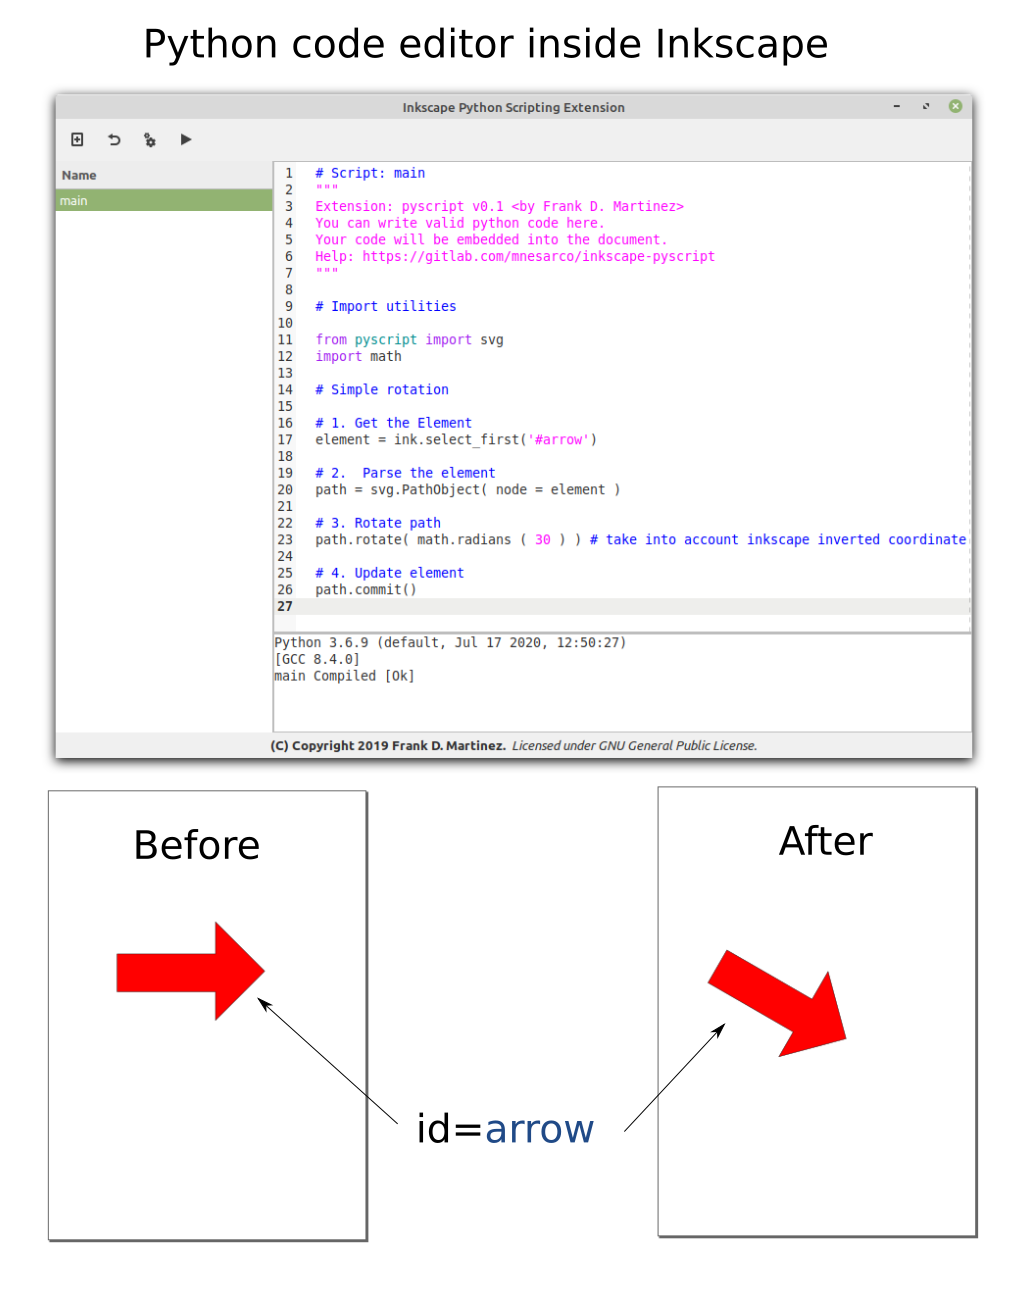 Python code editor inside Inkscape
Inkscape Python Scripting Extension
Name
main
1 # Script: main
2 """
3 Extension: pyscript v0.1 <by Frank D. Martinez>
4 You can write valid python code here.
5 Your code will be embedded into the document.
6 Help: https://gitlab.com/mnesarco/inkscape-pyscript
7 """
8
9 # Import utilities
10
11 from pyscript import svg
12 import math
13
14 # Simple rotation
15
16 # 1. Get the Element
17 element = ink.select_first('#arrow')
18
19 # 2.  Parse the element
20 path = svg.PathObject( node = element )
21
22 # 3. Rotate path
23 path.rotate( math.radians ( 30 ) ) # take into account inkscape inverted coordinate
24
25 # 4. Update element
26 path.commit()
27
Python 3.6.9 (default, Jul 17 2020, 12:50:27)
[GCC 8.4.0]
main Compiled [Ok]
(C) Copyright 2019 Frank D. Martinez. Licensed under GNU General Public License.
Before
After
id=arrow